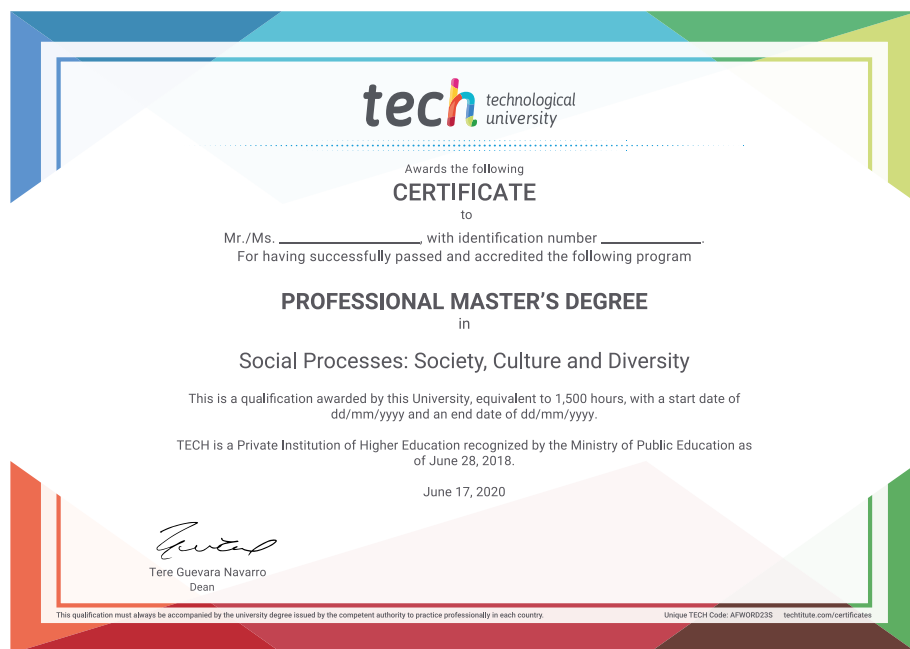 tech technological
university
Awards the following
CERTIFICATE
to
Mr./Ms. ____________________, with identification number ______________.
For having successfully passed and accredited the following program
PROFESSIONAL MASTER'S DEGREE
in
Social Processes: Society, Culture and Diversity
This is a qualification awarded by this University, equivalent to 1,500 hours, with a start date of
dd/mm/yyyy and an end date of dd/mm/yyyy.
TECH is a Private Institution of Higher Education recognized by the Ministry of Public Education as
of June 28, 2018.
June 17, 2020
Tere Guevara Navarro
Dean
This qualification must always be accompanied by the university degree issued by the competent authority to practice professionally in each country. Unique TECH Code: AFWORD23S techtitute.com/certificates